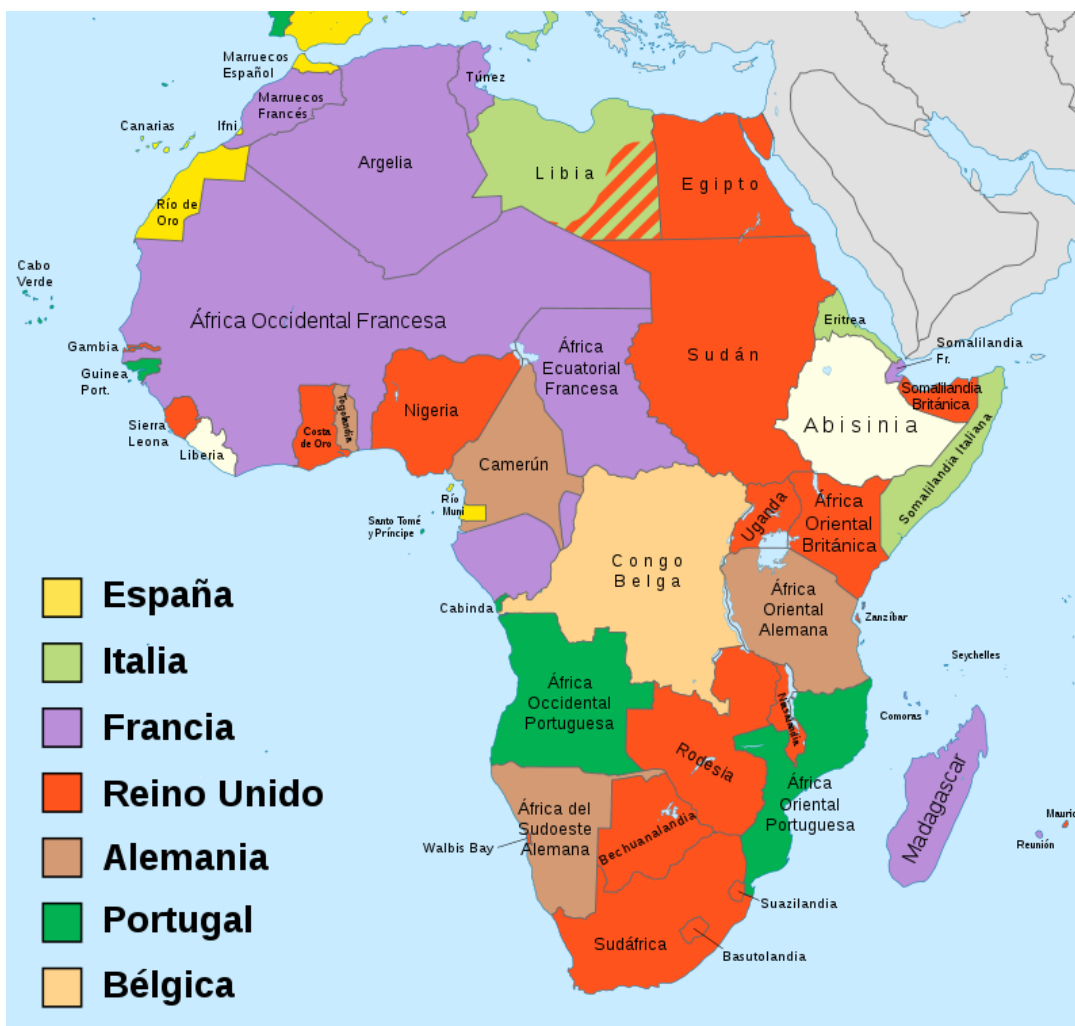 Marruecos
Español
Túnez
Marruecos
Francés
Canarias
Ifni
Argelia
Libia
Egipto
Río de
Oro
Cabo
Verde
África Occidental Francesa
Eritrea
Gambia
Somalilandia
Fr.
Guinea
Port.
África
Ecuatorial
Francesa
Sudán
Somalilandia
Británica
Togolandia
Nigeria
Abisinia
Sierra
Leona
Costa
de Oro
Liberia
Camerún
Somalilandia Italiana
Río
Muni
Uganda
África
Oriental
Británica
Santo Tomé
y Príncipe
Congo
Belga
España
Cabinda
África
Oriental
Alemana
Zanzíbar
Italia
Seychelles
África
Occidental
Portuguesa
Niasalandia
Comoras
Francia
Rodesia
Madagascar
Reino Unido
África
Oriental
Portuguesa
África del
Sudoeste
Alemana
Mauricio
Reunión
Walbis Bay
Bechuanalandia
Alemania
Suazilandia
Portugal
Sudáfrica
Basutolandia
Bélgica